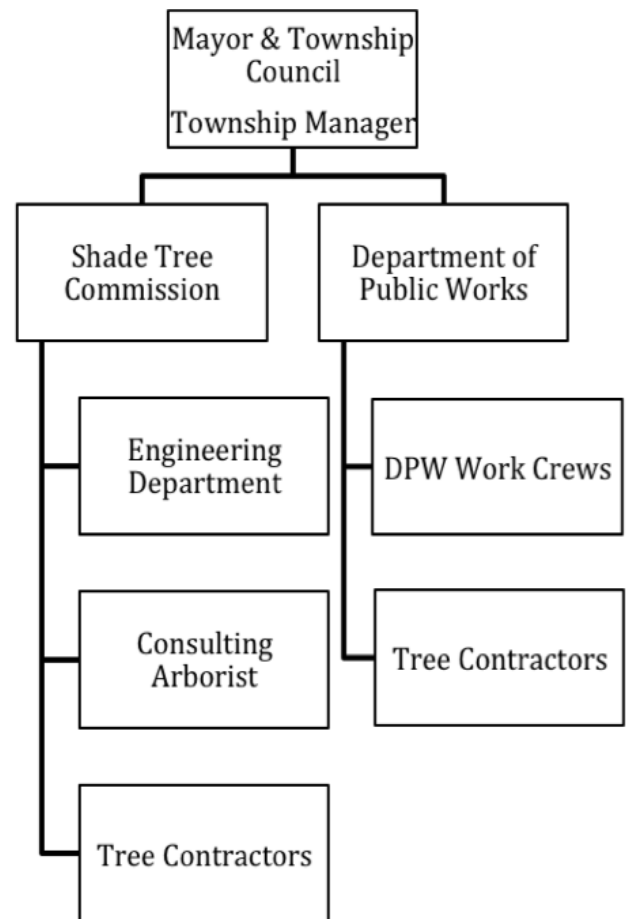 Mayor & Township
Council
Township Manager
Shade Tree
Commission
Department of
Public Works
Engineering
Department
DPW Work Crews
Consulting
Arborist
Tree Contractors
Tree Contractors